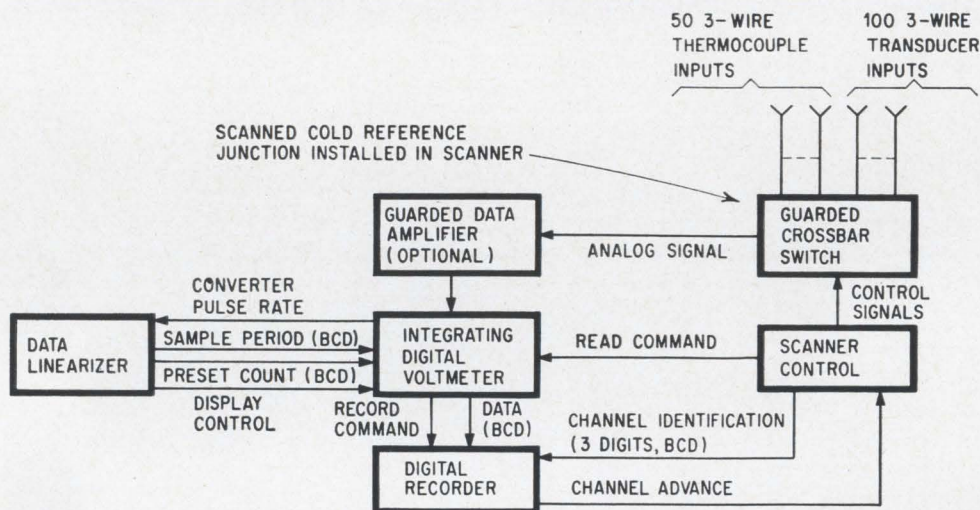 50 3-WIRE
THERMOCOUPLE
INPUTS
100 3-WIRE
TRANSDUCER
INPUTS
SCANNED COLD REFERENCE
JUNCTION INSTALLED IN SCANNER
GUARDED DATA
AMPLIFIER
(OPTIONAL)
ANALOG SIGNAL
GUARDED
CROSSBAR
SWITCH
CONVERTER
PULSE RATE
CONTROL
SIGNALS
DATA
LINEARIZER
SAMPLE PERIOD (BCD)
PRESET COUNT (BCD)
DISPLAY
CONTROL
INTEGRATING
DIGITAL
VOLTMETER
READ COMMAND
SCANNER
CONTROL
RECORD
COMMAND
DATA
(BCD)
CHANNEL IDENTIFICATION
(3 DIGITS, BCD)
DIGITAL
RECORDER
CHANNEL ADVANCE